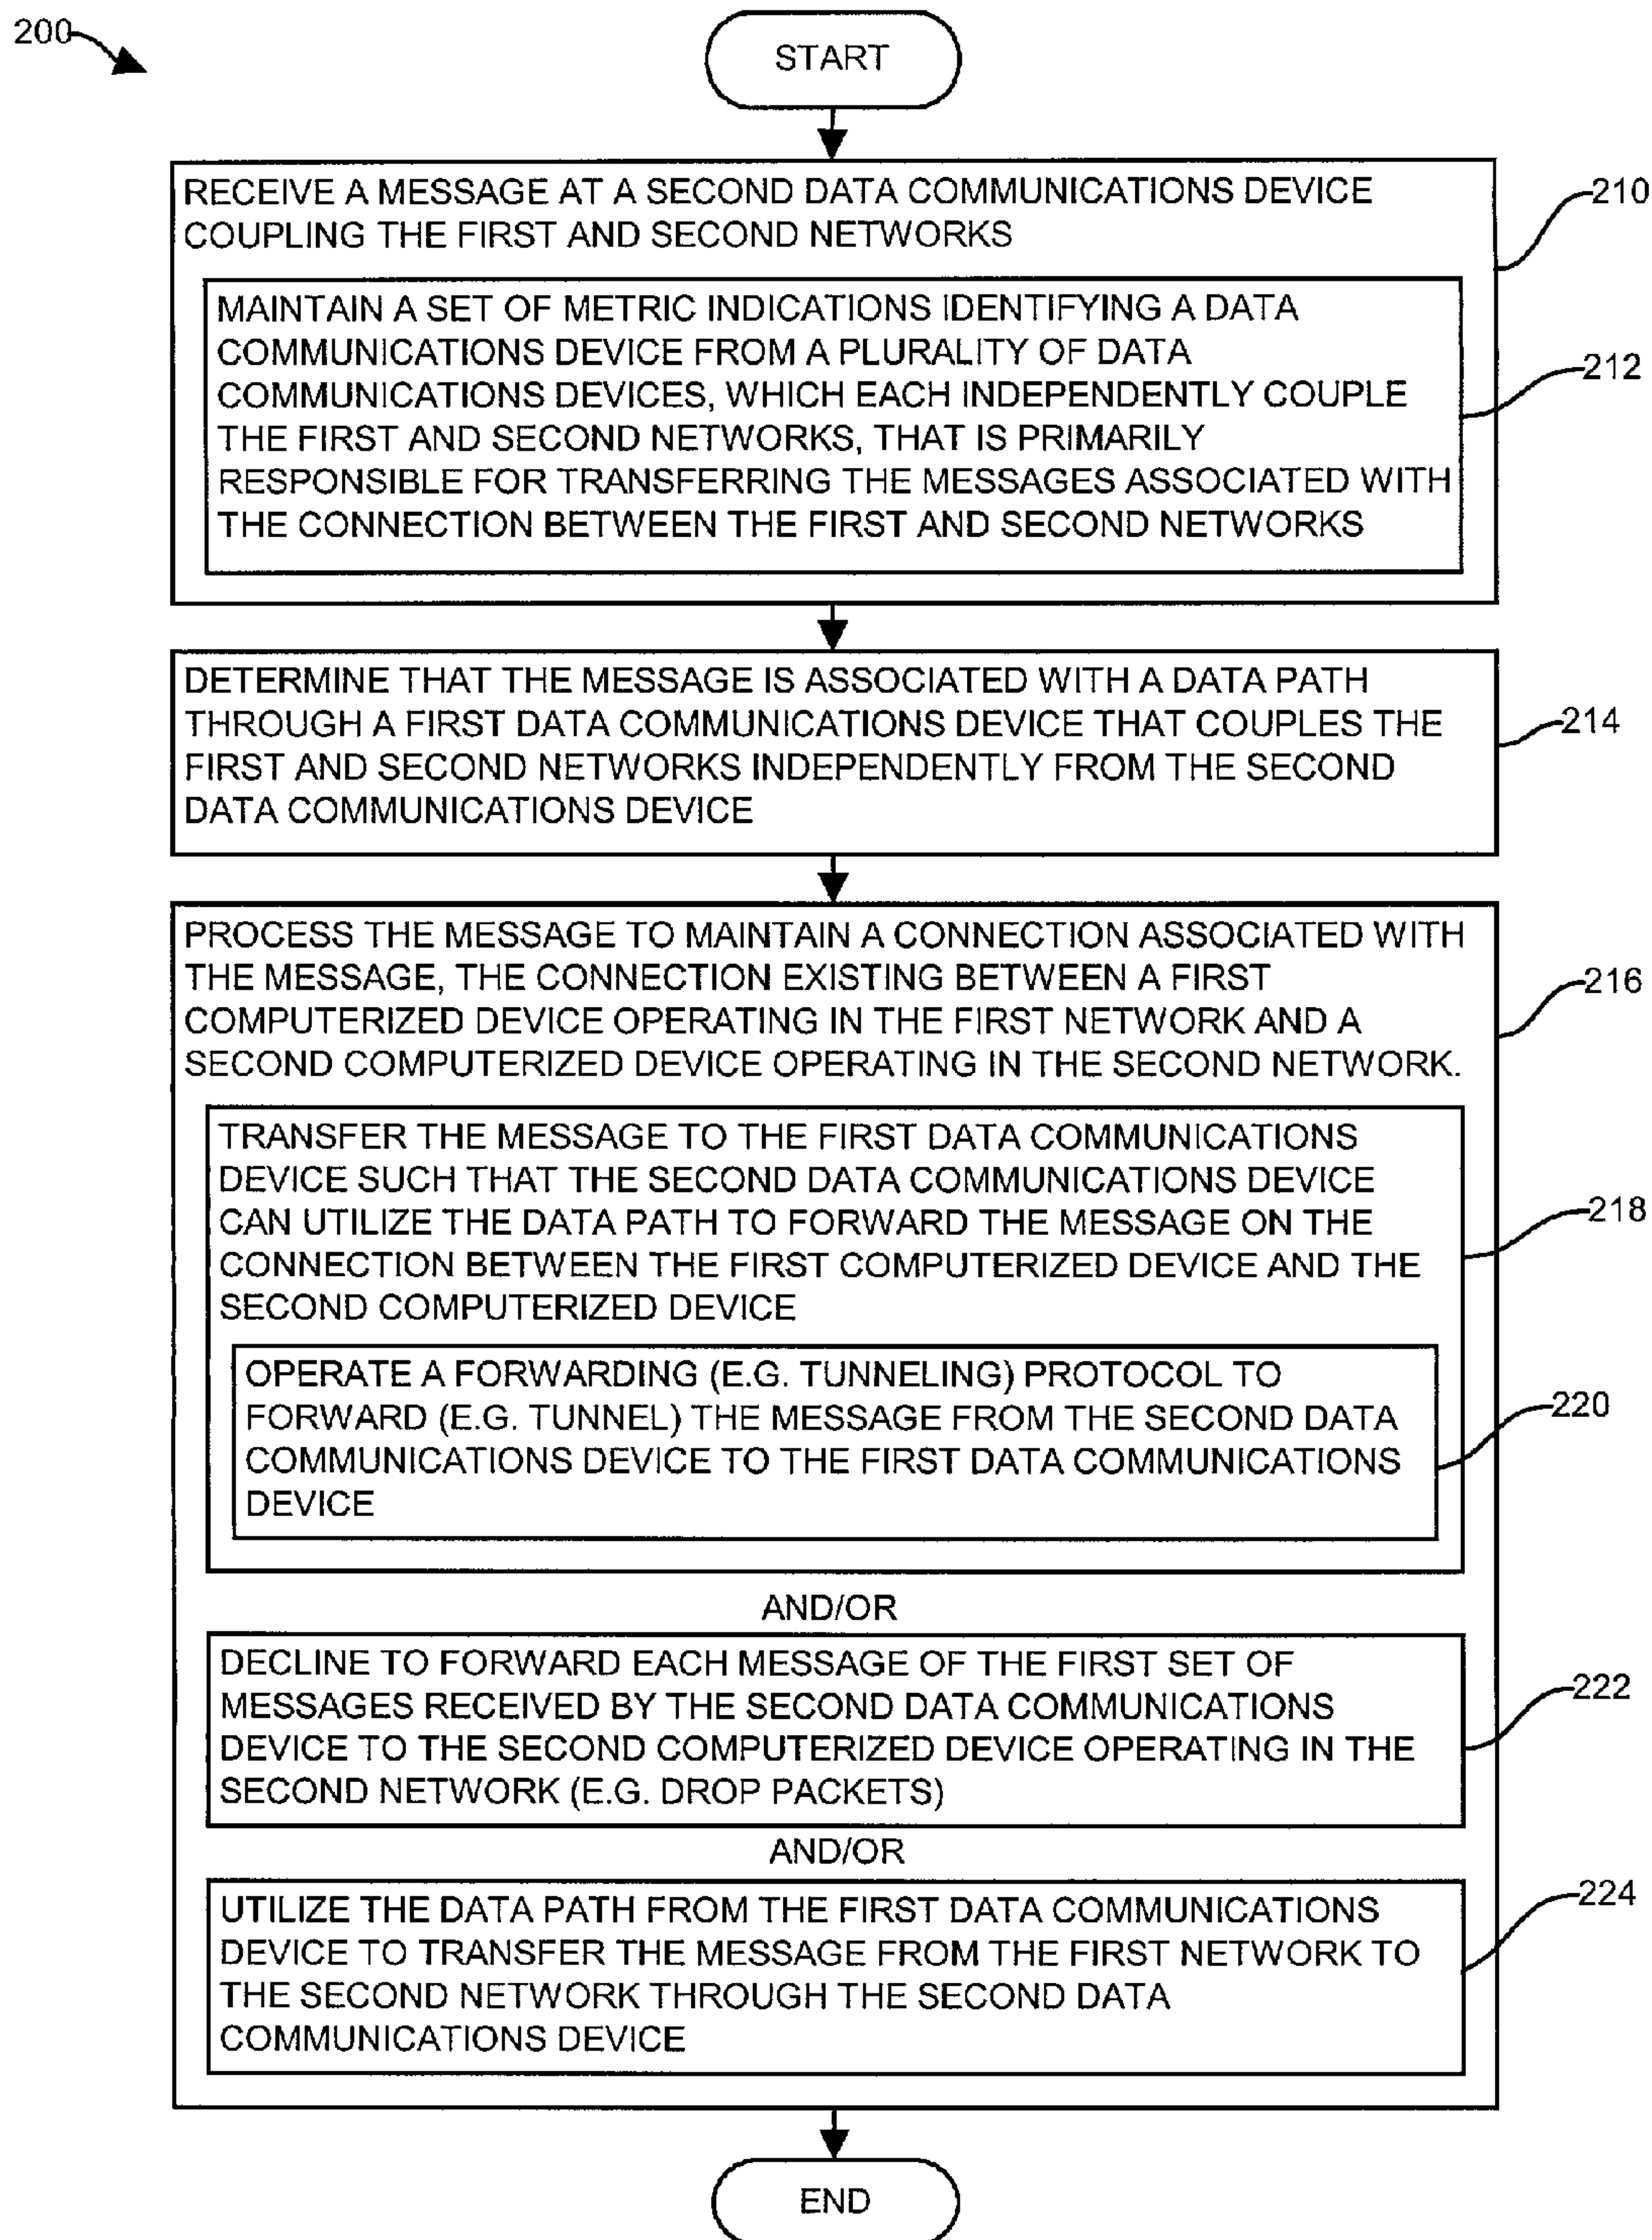 200
START
RECEIVE A MESSAGE AT A SECOND DATA COMMUNICATIONS DEVICE
COUPLING THE FIRST AND SECOND NETWORKS
210
MAINTAIN A SET OF METRIC INDICATIONS IDENTIFYING A DATA
COMMUNICATIONS DEVICE FROM A PLURALITY OF DATA
COMMUNICATIONS DEVICES, WHICH EACH INDEPENDENTLY COUPLE
THE FIRST AND SECOND NETWORKS, THAT IS PRIMARILY
RESPONSIBLE FOR TRANSFERRING THE MESSAGES ASSOCIATED WITH
THE CONNECTION BETWEEN THE FIRST AND SECOND NETWORKS
212
DETERMINE THAT THE MESSAGE IS ASSOCIATED WITH A DATA PATH
THROUGH A FIRST DATA COMMUNICATIONS DEVICE THAT COUPLES THE
FIRST AND SECOND NETWORKS INDEPENDENTLY FROM THE SECOND
DATA COMMUNICATIONS DEVICE
214
PROCESS THE MESSAGE TO MAINTAIN A CONNECTION ASSOCIATED WITH
THE MESSAGE, THE CONNECTION EXISTING BETWEEN A FIRST
COMPUTERIZED DEVICE OPERATING IN THE FIRST NETWORK AND A
SECOND COMPUTERIZED DEVICE OPERATING IN THE SECOND NETWORK.
216
TRANSFER THE MESSAGE TO THE FIRST DATA COMMUNICATIONS
DEVICE SUCH THAT THE SECOND DATA COMMUNICATIONS DEVICE
CAN UTILIZE THE DATA PATH TO FORWARD THE MESSAGE ON THE
CONNECTION BETWEEN THE FIRST COMPUTERIZED DEVICE AND THE
SECOND COMPUTERIZED DEVICE
218
OPERATE A FORWARDING (E.G. TUNNELING) PROTOCOL TO
FORWARD (E.G. TUNNEL) THE MESSAGE FROM THE SECOND DATA
COMMUNICATIONS DEVICE TO THE FIRST DATA COMMUNICATIONS
DEVICE
220
AND/OR
DECLINE TO FORWARD EACH MESSAGE OF THE FIRST SET OF
MESSAGES RECEIVED BY THE SECOND DATA COMMUNICATIONS
DEVICE TO THE SECOND COMPUTERIZED DEVICE OPERATING IN THE
SECOND NETWORK (E.G. DROP PACKETS)
222
AND/OR
UTILIZE THE DATA PATH FROM THE FIRST DATA COMMUNICATIONS
DEVICE TO TRANSFER THE MESSAGE FROM THE FIRST NETWORK TO
THE SECOND NETWORK THROUGH THE SECOND DATA
COMMUNICATIONS DEVICE
224
END